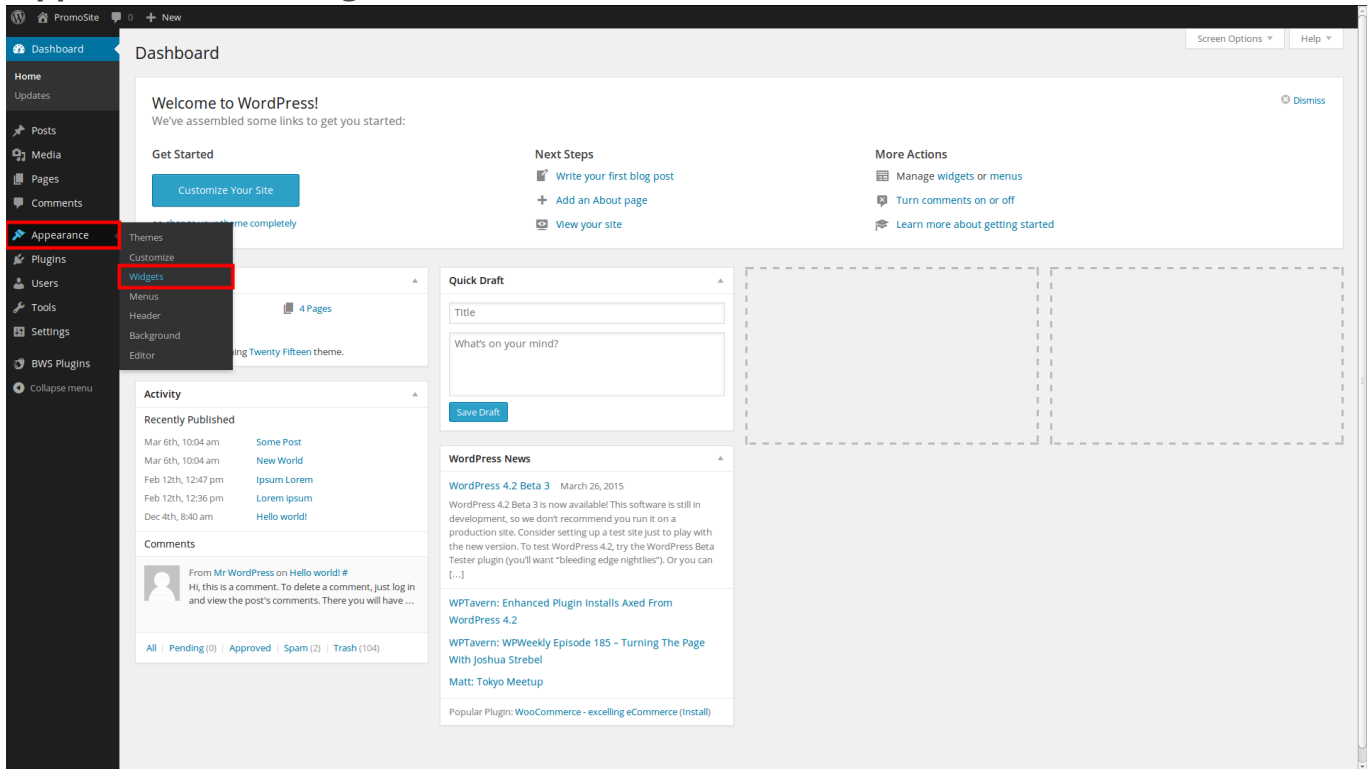 PromoSite 0 + New
Screen Options Help
Dashboard
Home
Updates
Posts
Media
Pages
Comments
Appearance
Plugins
Users
Tools
Settings
BWS Plugins
Collapse menu
Themes
Customize
Widgets
Menus
Header
Background
Editor
Dashboard
Welcome to WordPress!
We've assembled some links to get you started:
Dismiss
Get Started
Customize Your Site
completely
Next Steps
Write your first blog post
Add an About page
View your site
More Actions
Manage widgets or menus
Turn comments on or off
Learn more about getting started
4 Pages
Twenty Fifteen theme.
Activity
Recently Published
Mar 6th, 10:04 am Some Post
Mar 6th, 10:04 am New World
Feb 12th, 12:47 pm Ipsum Lorem
Feb 12th, 12:36 pm Lorem ipsum
Dec 4th, 8:40 am Hello world!
Comments
From Mr WordPress on Hello world! #
Hi, this is a comment. To delete a comment, just log in
and view the post's comments. There you will have …
All | Pending (0) | Approved | Spam (2) | Trash (104)
Quick Draft
Title
What's on your mind?
Save Draft
WordPress News
WordPress 4.2 Beta 3 March 26, 2015
WordPress 4.2 Beta 3 is now available! This software is still in
development, so we don't recommend you run it on a
production site. Consider setting up a test site just to play with
the new version. To test WordPress 4.2, try the WordPress Beta
Tester plugin (you'll want "bleeding edge nightlies"). Or you can
[…]
WPTavern: Enhanced Plugin Installs Axed From
WordPress 4.2
WPTavern: WPWeekly Episode 185 – Turning The Page
With Joshua Strebel
Matt: Tokyo Meetup
Popular Plugin: WooCommerce - excelling eCommerce (Install)